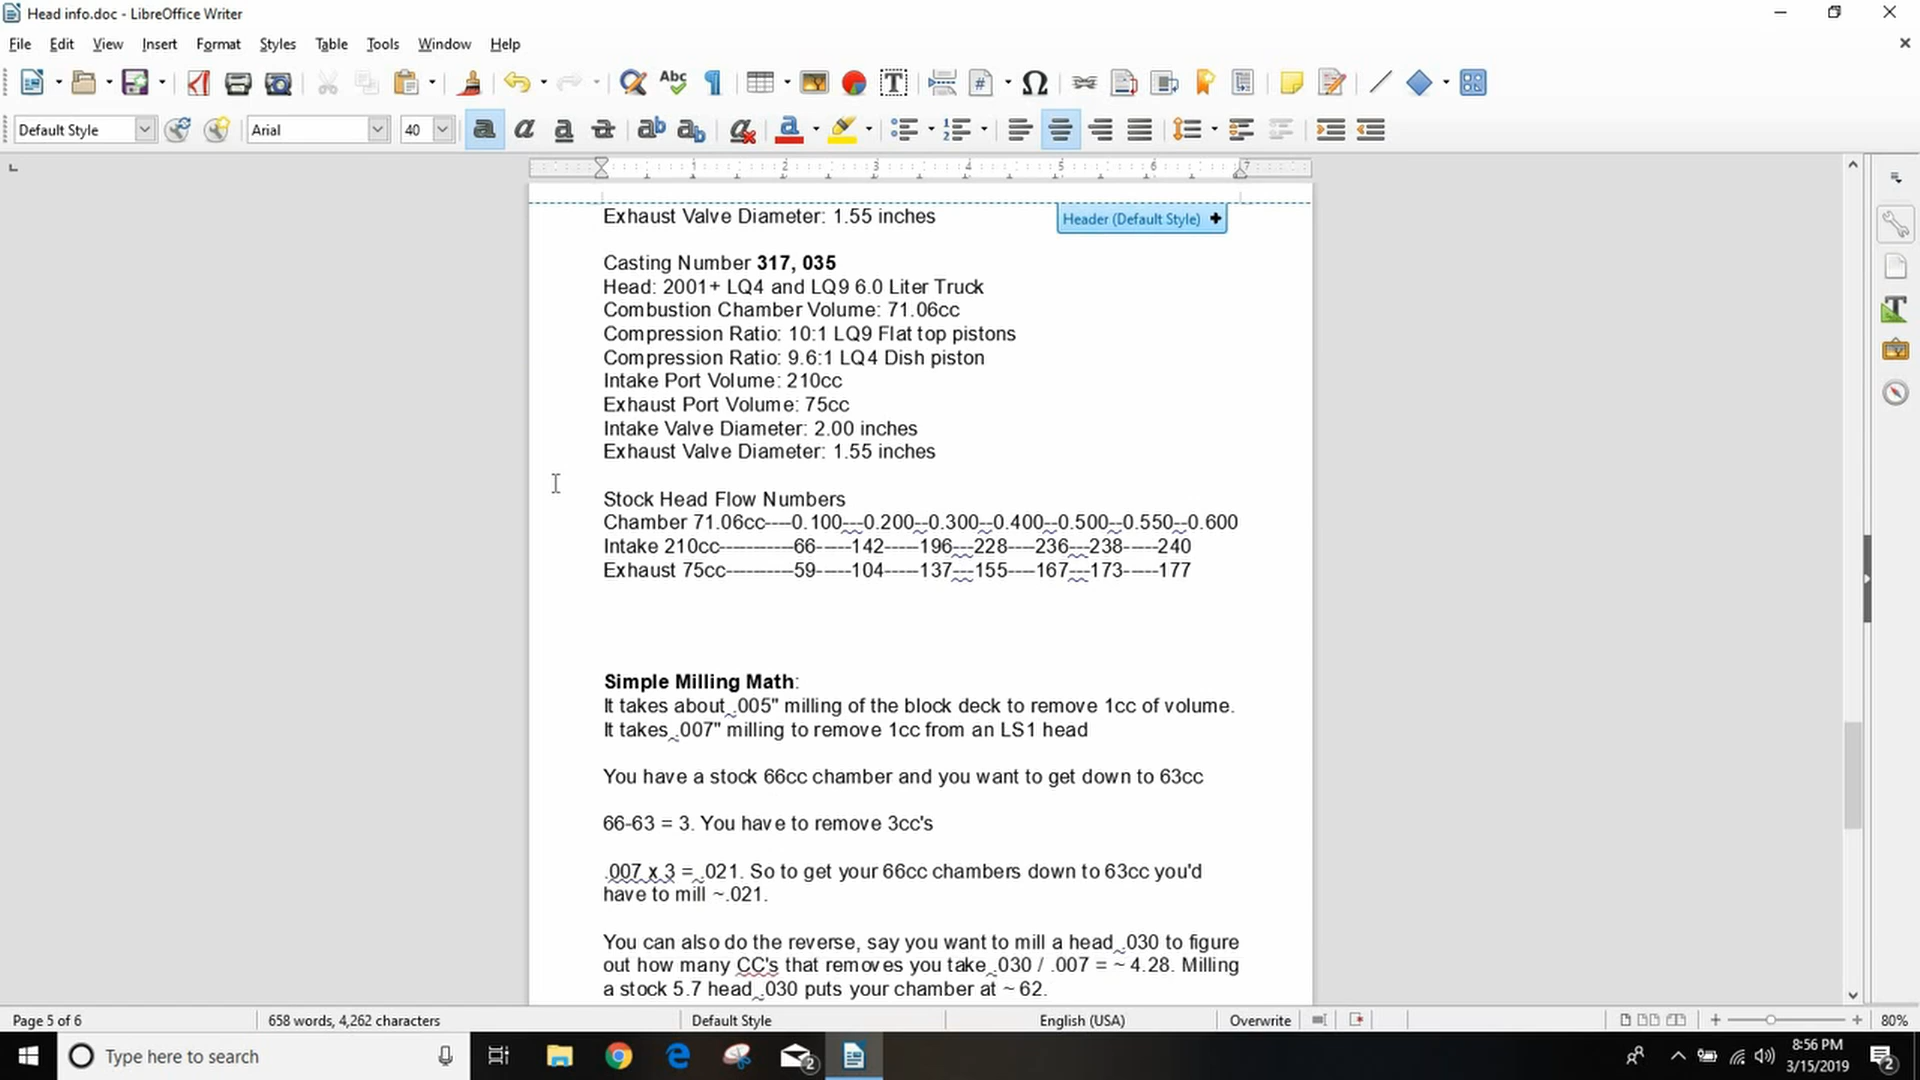 Head info.doc - LibreOffice Writer
File Edit View Insert Format Styles Table Tools Window Help
Default Style Arial 40
1 2 3 4 5 6 7
Exhaust Valve Diameter: 1.55 inches
Header (Default Style) +
Casting Number 317, 035
Head: 2001+ LQ4 and LQ9 6.0 Liter Truck
Combustion Chamber Volume: 71.06cc
Compression Ratio: 10:1 LQ9 Flat top pistons
Compression Ratio: 9.6:1 LQ4 Dish piston
Intake Port Volume: 210cc
Exhaust Port Volume: 75cc
Intake Valve Diameter: 2.00 inches
Exhaust Valve Diameter: 1.55 inches
Stock Head Flow Numbers
Chamber 71.06cc----0.100---0.200--0.300--0.400--0.500--0.550--0.600
Intake 210cc-----------66-----142-----196---228----236---238-----240
Exhaust 75cc----------59-----104-----137---155----167---173-----177
Simple Milling Math:
It takes about .005" milling of the block deck to remove 1cc of volume.
It takes .007" milling to remove 1cc from an LS1 head
You have a stock 66cc chamber and you want to get down to 63cc
66-63 = 3. You have to remove 3cc's
.007 x 3 = .021. So to get your 66cc chambers down to 63cc you'd
have to mill ~.021.
You can also do the reverse, say you want to mill a head .030 to figure
out how many CC's that removes you take .030 / .007 = ~ 4.28. Milling
a stock 5.7 head .030 puts your chamber at ~ 62.
Page 5 of 6 658 words, 4,262 characters Default Style English (USA) Overwrite 80%
Type here to search 2 8:56 PM
3/15/2019 2